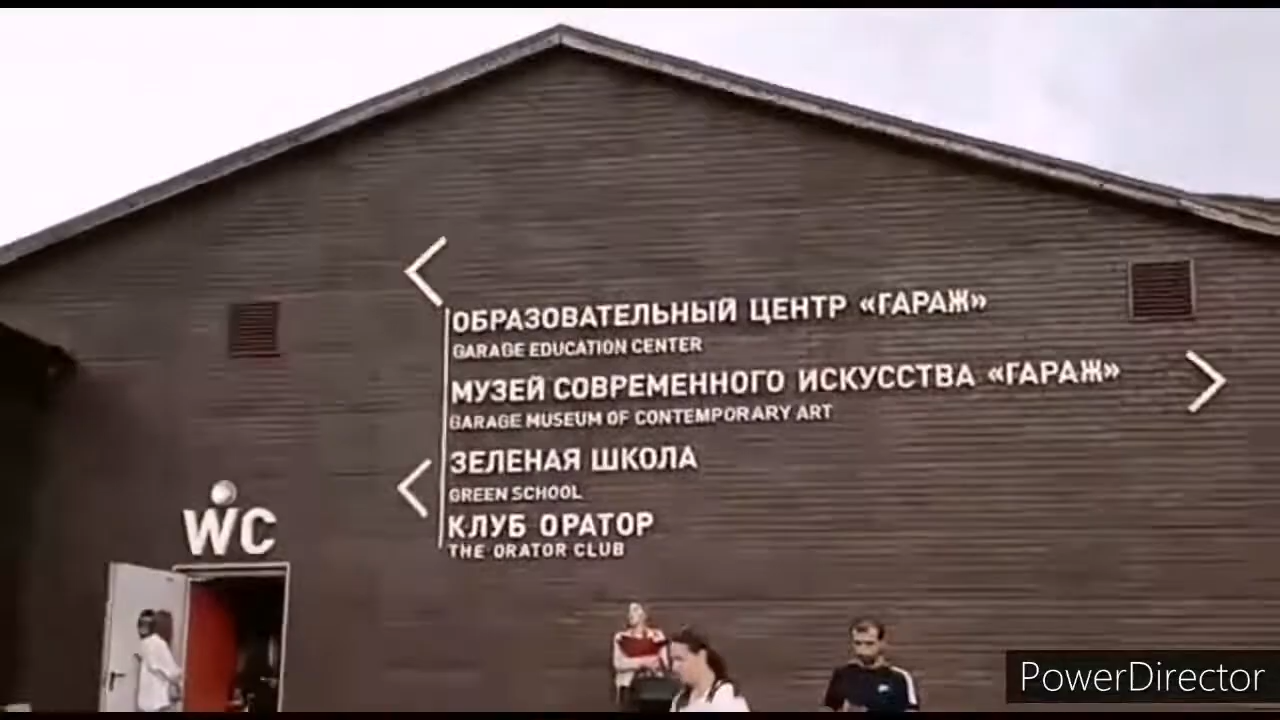 ОБРАЗОВАТЕЛЬНЫЙ ЦЕНТР «ГАРАЖ»
GARAGE EDUCATION CENTER
МУЗЕЙ СОВРЕМЕННОГО ИСКУССТВА «ГАРАЖ»
GARAGE MUSEUM OF CONTEMPORARY ART
ЗЕЛЕНАЯ ШКОЛА
GREEN SCHOOL
КЛУБ ОРАТОР
THE ORATOR CLUB
WC
PowerDirector